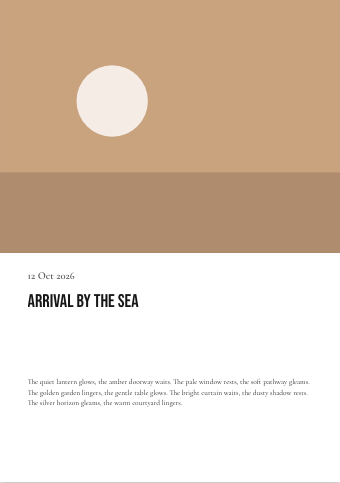 12 Oct 2026
ARRIVAL BY THE SEA
The quiet lantern glows, the amber doorway waits. The pale window rests, the soft pathway gleams.
The golden garden lingers, the gentle table glows. The bright curtain waits, the dusty shadow rests.
The silver horizon gleams, the warm courtyard lingers.